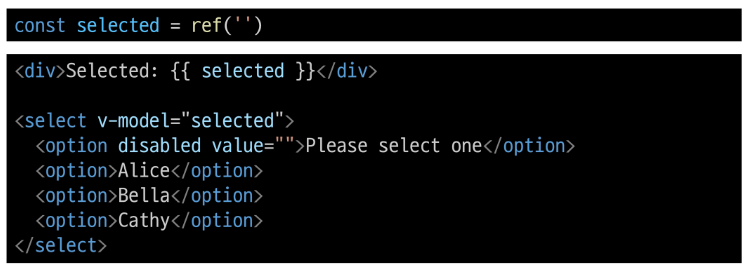 const selected = ref('')
<div>Selected: {{ selected }}</div>
<select v-model="selected">
  <option disabled value="">Please select one</option>
  <option>Alice</option>
  <option>Bella</option>
  <option>Cathy</option>
</select>